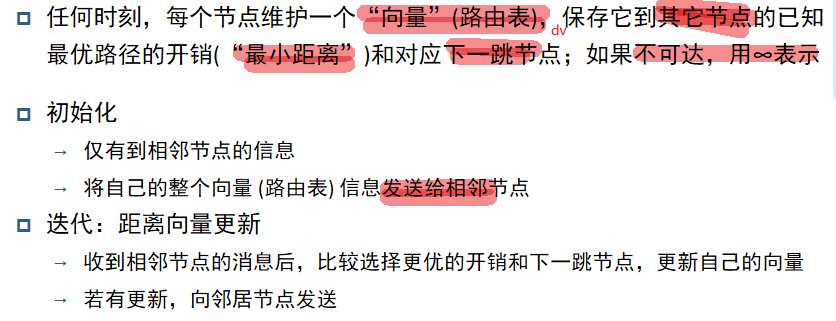 任何时刻，每个节点维护一个“向量”(路由表)，保存它到其它节点的已知
dv
最优路径的开销(“最小距离”)和对应下一跳节点；如果不可达，用∞表示
初始化
→ 仅有到相邻节点的信息
→ 将自己的整个向量 (路由表) 信息发送给相邻节点
迭代：距离向量更新
→ 收到相邻节点的消息后，比较选择更优的开销和下一跳节点，更新自己的向量
→ 若有更新，向邻居节点发送